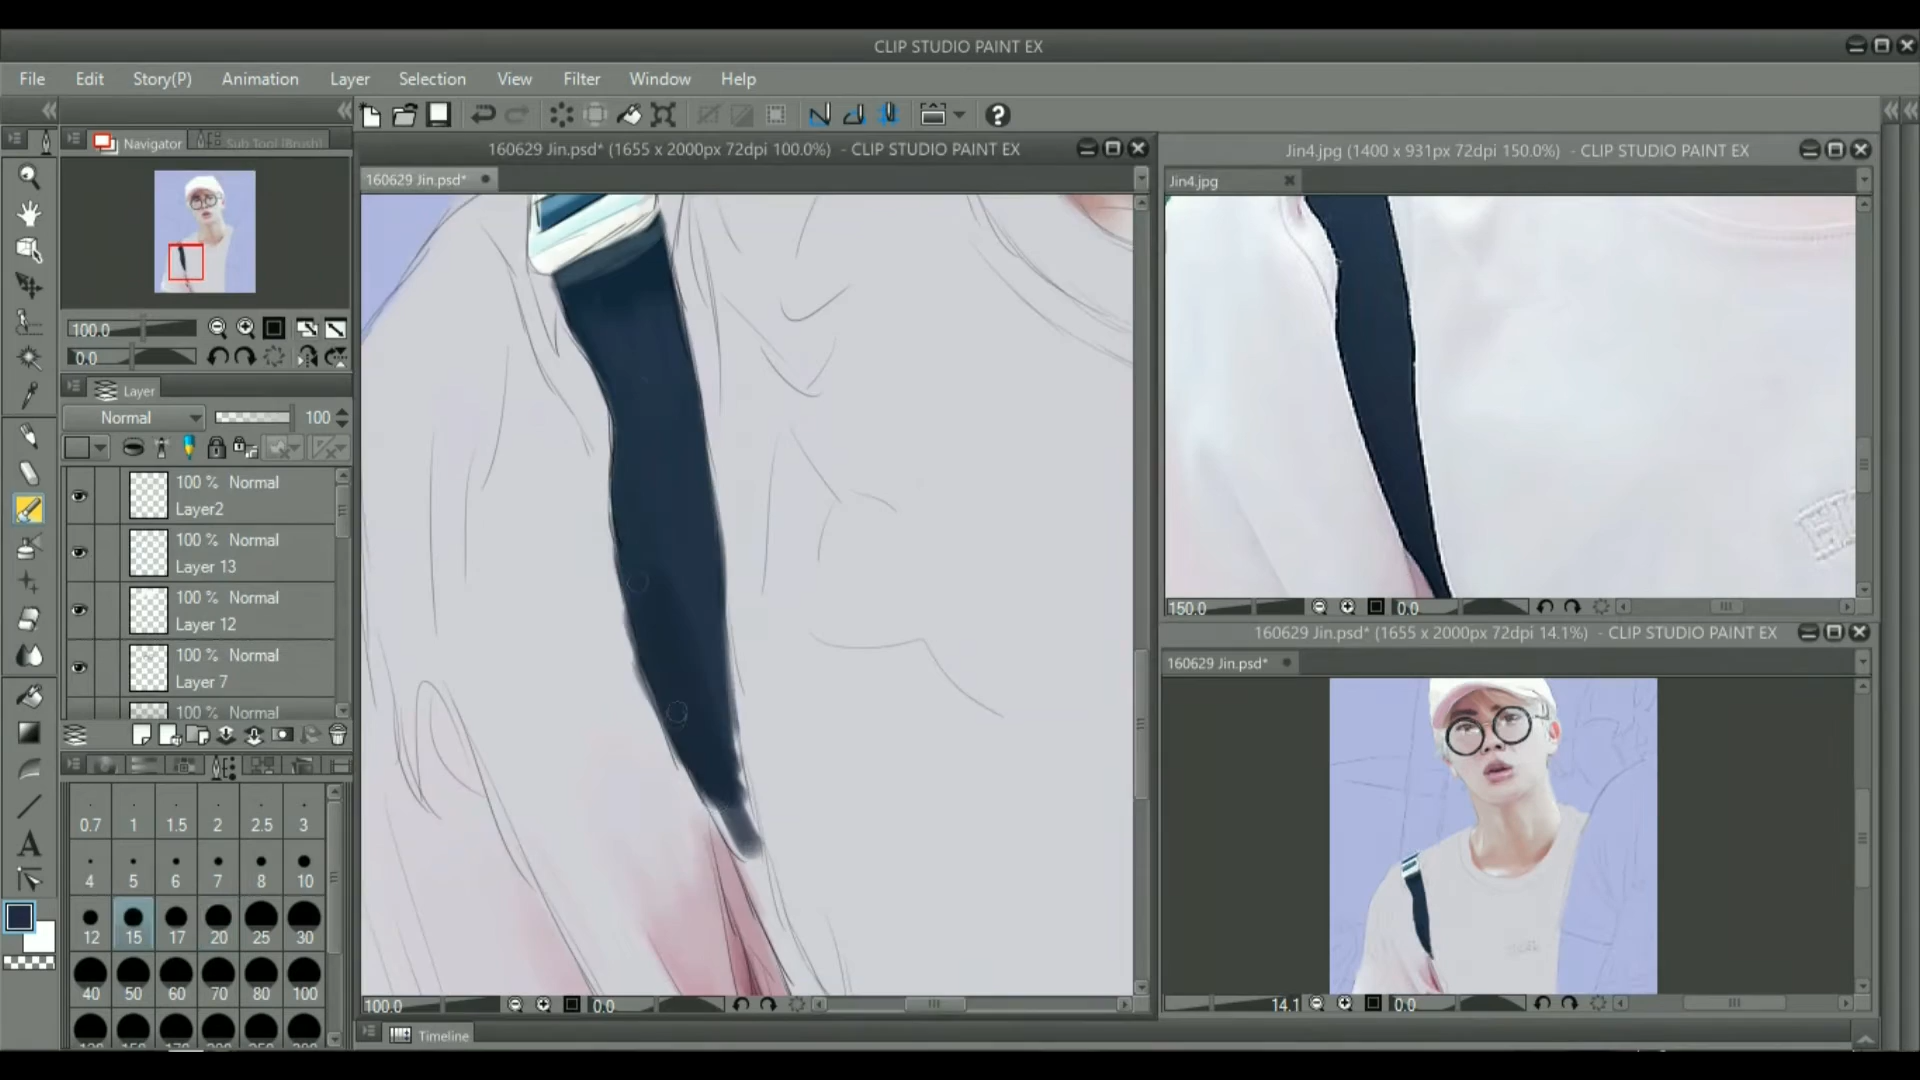 CLIP STUDIO PAINT EX
File Edit Story(P) Animation Layer Selection View Filter Window Help
Navigator Sub Tool (Brush)
160629 Jin.psd* (1655 x 2000px 72dpi 100.0%) - CLIP STUDIO PAINT EX
160629 Jin.psd*
Jin4.jpg (1400 x 931px 72dpi 150.0%) - CLIP STUDIO PAINT EX
Jin4.jpg
100.0
0.0
Layer
Normal 100
100 % Normal
Layer2
100 % Normal
Layer 13
100 % Normal
Layer 12
100 % Normal
Layer 7
100 % Normal
0.7 1 1.5 2 2.5 3
4 5 6 7 8 10
12 15 17 20 25 30
40 50 60 70 80 100
A
100.0 0.0
Timeline
150.0 0.0
160629 Jin.psd* (1655 x 2000px 72dpi 14.1%) - CLIP STUDIO PAINT EX
160629 Jin.psd*
14.1 0.0